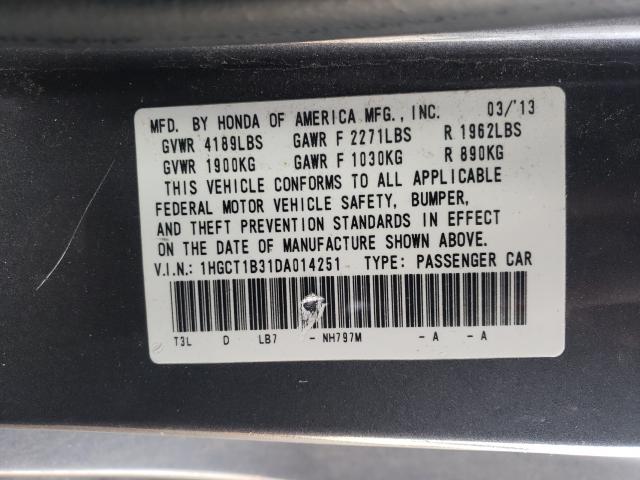 MFD. BY HONDA OF AMERICA MFG., INC. 03/'13
GVWR 4189LBS GAWR F 2271LBS R 1962LBS
GVWR 1900KG GAWR F 1030KG R 890KG
THIS VEHICLE CONFORMS TO ALL APPLICABLE
FEDERAL MOTOR VEHICLE SAFETY, BUMPER,
AND THEFT PREVENTION STANDARDS IN EFFECT
ON THE DATE OF MANUFACTURE SHOWN ABOVE.
V.I.N.: 1HGCT1B31DA014251 TYPE: PASSENGER CAR
T3L D LB7 - NH797M - A - A